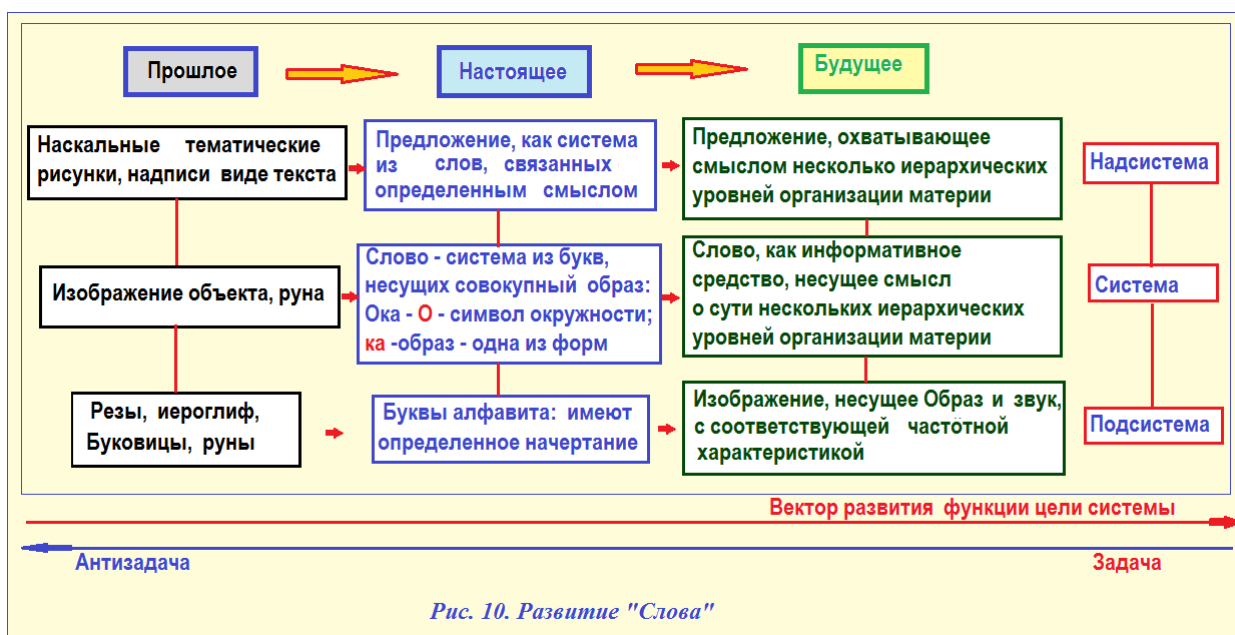 Прошлое
Настоящее
Будущее
Наскальные тематические
рисунки, надписи виде текста
Предложение, как система
из слов, связанных
определенным смыслом
Предложение, охватывающее
смыслом несколько иерархических
уровней организации материи
Надсистема
Изображение объекта, руна
Слово - система из букв,
несущих совокупный образ:
Ока - О - символ окружности;
ка -образ - одна из форм
Слово, как информативное
средство, несущее смысл
о сути нескольких иерархических
уровней организации материи
Система
Резы, иероглиф,
Буковицы, руны
Буквы алфавита: имеют
определенное начертание
Изображение, несущее Образ и звук,
с соответствующей частотной
характеристикой
Подсистема
Вектор развития функции цели системы
Антизадача
Задача
Рис. 10. Развитие "Слова"